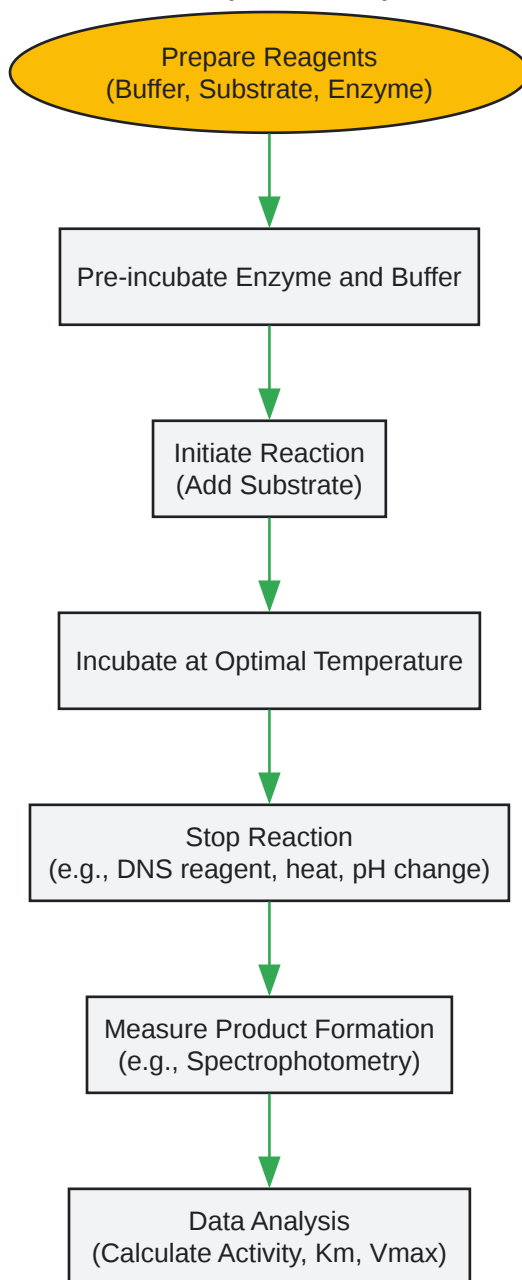 Prepare Reagents
(Buffer, Substrate, Enzyme)
Pre-incubate Enzyme and Buffer
Initiate Reaction
(Add Substrate)
Incubate at Optimal Temperature
Stop Reaction
(e.g., DNS reagent, heat, pH change)
Measure Product Formation
(e.g., Spectrophotometry)
Data Analysis
(Calculate Activity, Km, Vmax)